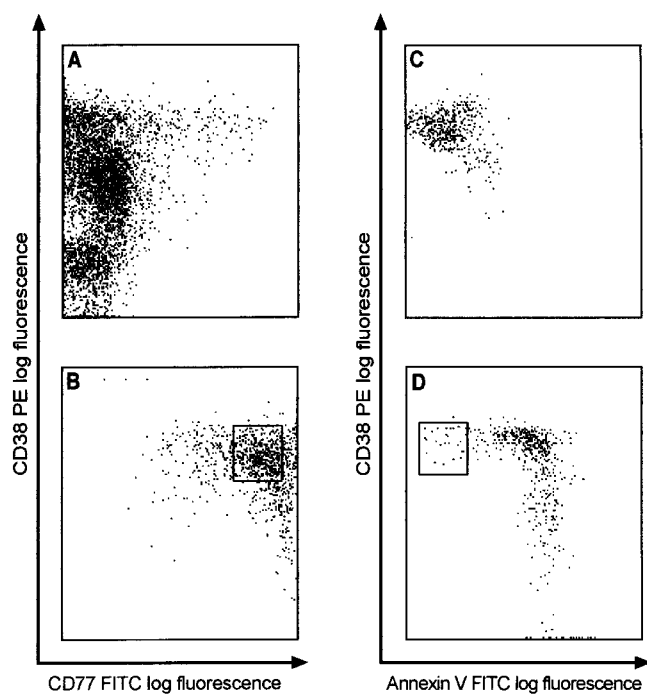 A
C
CD38 PE log fluorescence
CD38 PE log fluorescence
B
D
CD77 FITC log fluorescence
Annexin V FITC log fluorescence